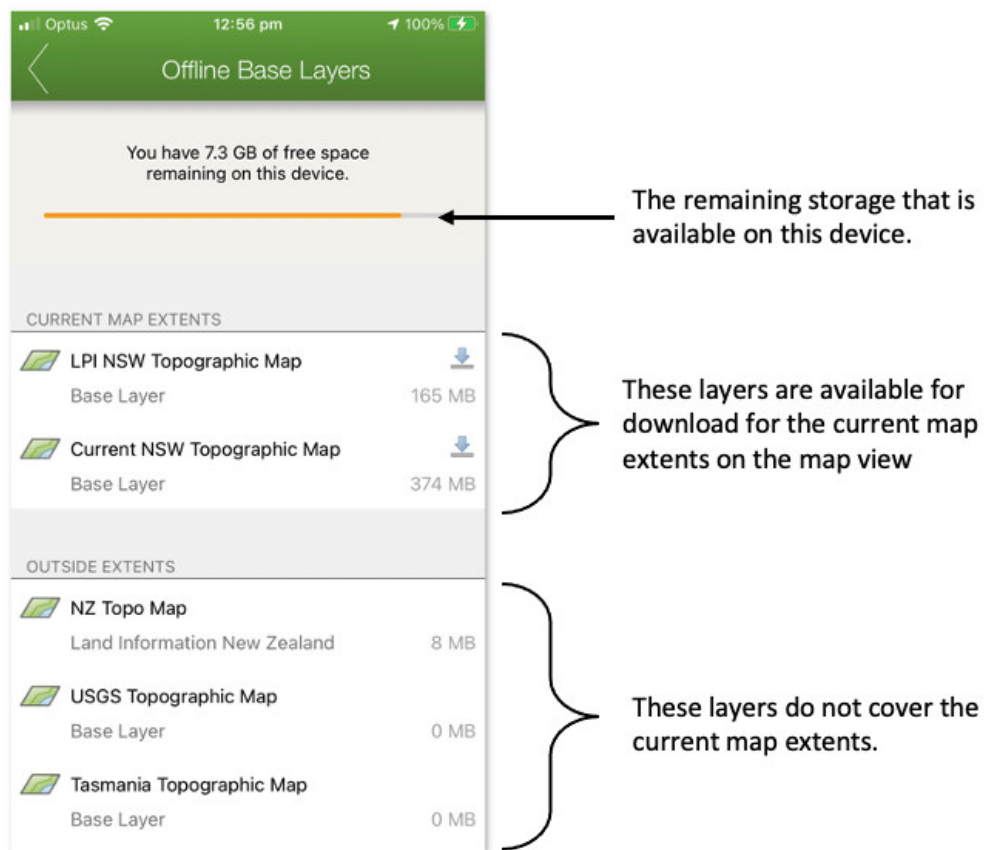 Optus 12:56 pm 100%
Offline Base Layers
You have 7.3 GB of free space
remaining on this device.
The remaining storage that is
available on this device.
CURRENT MAP EXTENTS
LPI NSW Topographic Map
Base Layer 165 MB
Current NSW Topographic Map
Base Layer 374 MB
These layers are available for
download for the current map
extents on the map view
OUTSIDE EXTENTS
NZ Topo Map
Land Information New Zealand 8 MB
USGS Topographic Map
Base Layer 0 MB
Tasmania Topographic Map
Base Layer 0 MB
These layers do not cover the
current map extents.